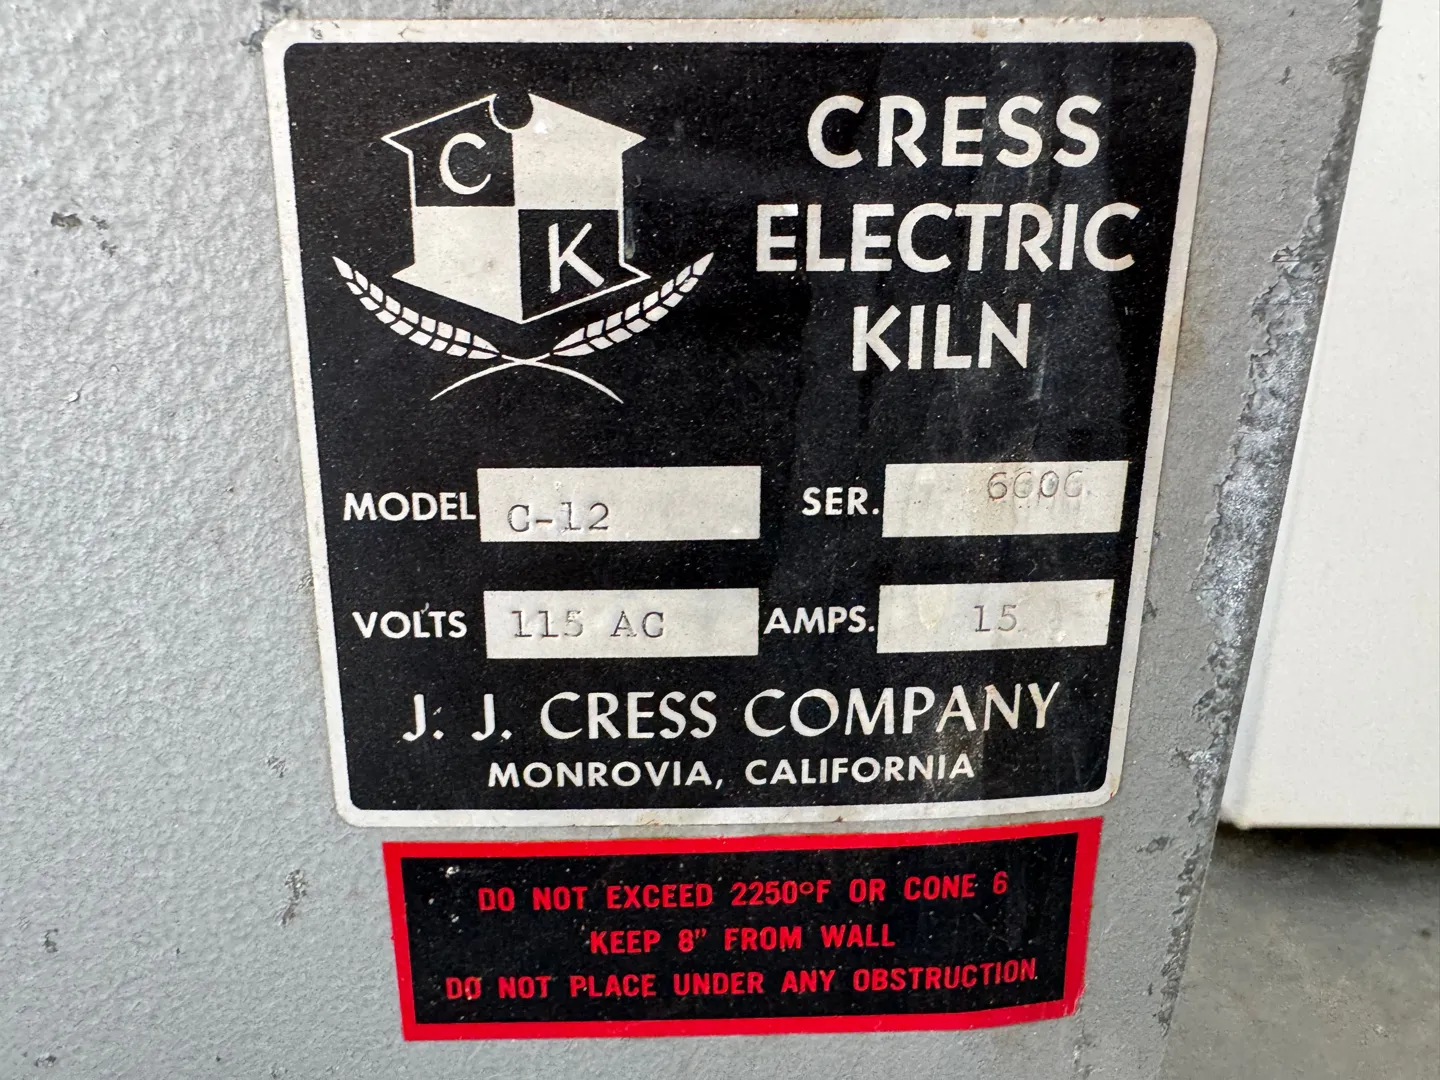 C
K
CRESS
ELECTRIC
KILN
MODEL C-12 SER. 6606
VOLTS 115 AC AMPS. 15
J. J. CRESS COMPANY
MONROVIA, CALIFORNIA
DO NOT EXCEED 2250°F OR CONE 6
KEEP 8" FROM WALL
DO NOT PLACE UNDER ANY OBSTRUCTION